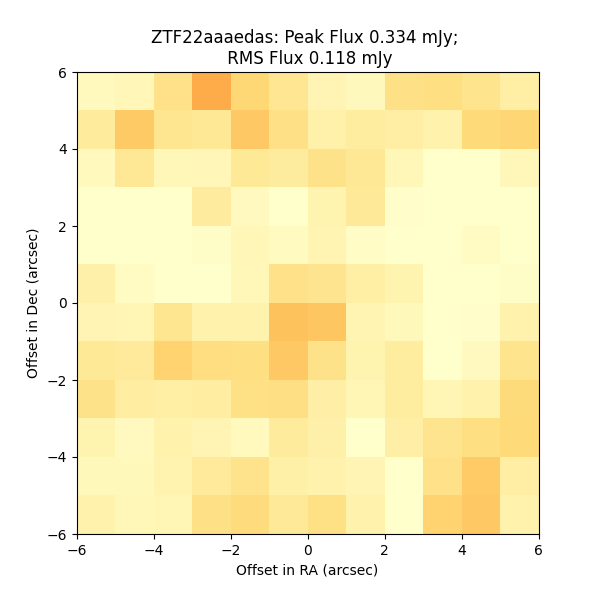 ZTF22aaaedas: Peak Flux 0.334 mJy;
RMS Flux 0.118 mJy
6
4
2
0
−2
−4
−6
Offset in Dec (arcsec)
−6 −4 −2 0 2 4 6
Offset in RA (arcsec)